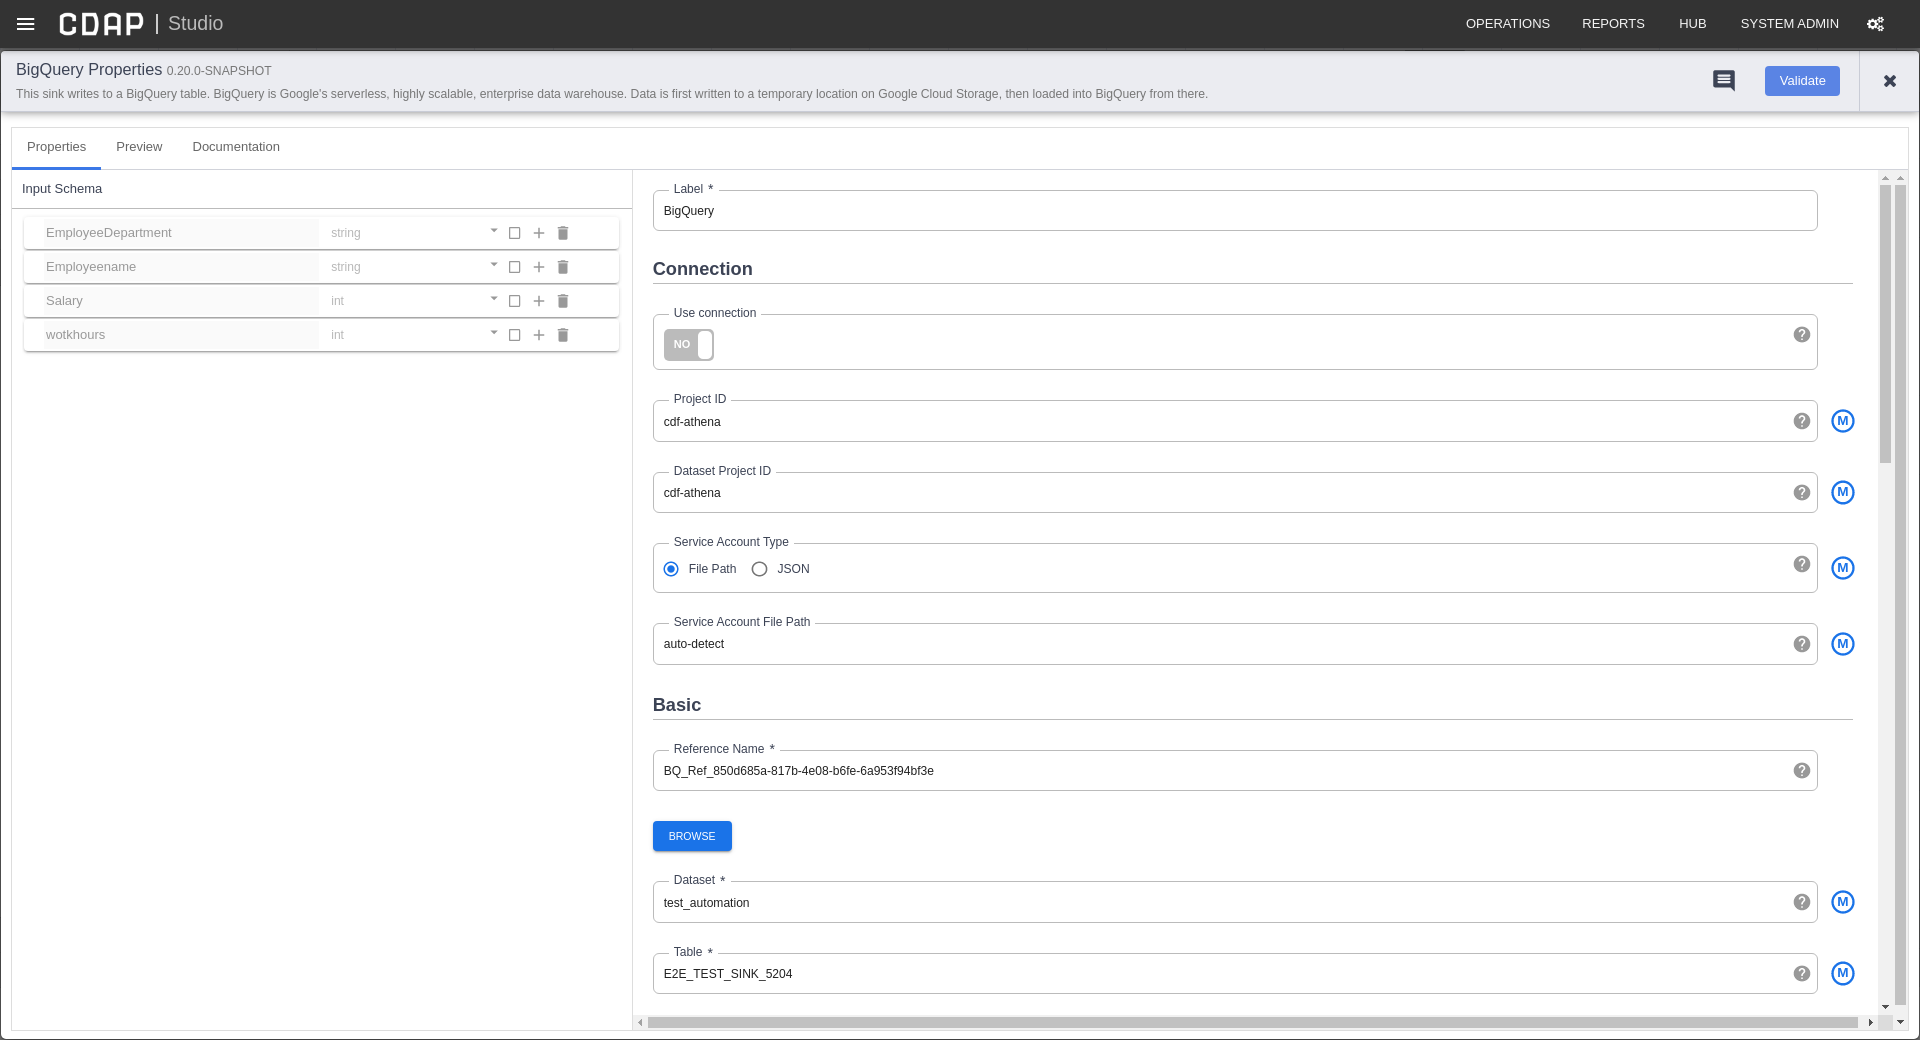 CDAP | Studio OPERATIONS REPORTS HUB SYSTEM ADMIN
BigQuery Properties 0.20.0-SNAPSHOT
This sink writes to a BigQuery table. BigQuery is Google's serverless, highly scalable, enterprise data warehouse. Data is first written to a temporary location on Google Cloud Storage, then loaded into BigQuery from there.
Validate
Properties Preview Documentation
Input Schema
EmployeeDepartment string
Employeename string
Salary int
wotkhours int
Label *
BigQuery
Connection
Use connection
NO
Project ID
cdf-athena
M
Dataset Project ID
cdf-athena
M
Service Account Type
File Path JSON
M
Service Account File Path
auto-detect
M
Basic
Reference Name *
BQ_Ref_850d685a-817b-4e08-b6fe-6a953f94bf3e
BROWSE
Dataset *
test_automation
M
Table *
E2E_TEST_SINK_5204
M